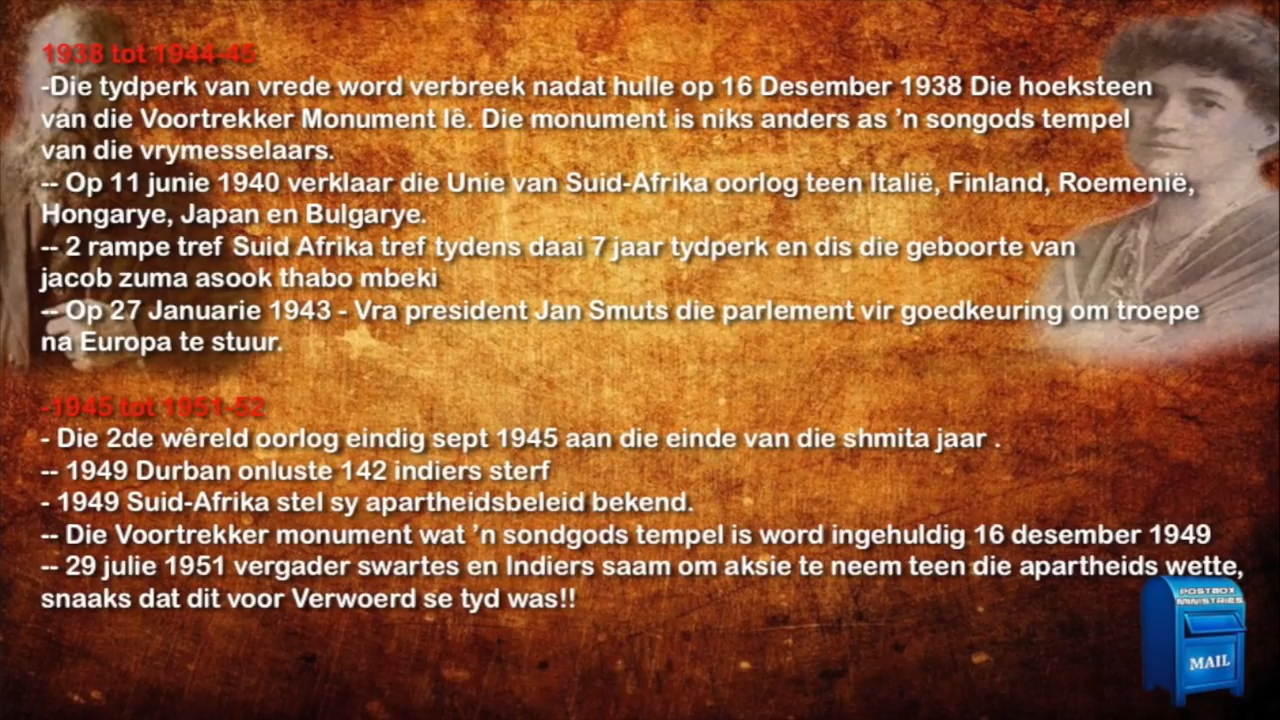 1938 tot 1944-45
-Die tydperk van vrede word verbreek nadat hulle op 16 Desember 1938 Die hoeksteen
van die Voortrekker Monument lê. Die monument is niks anders as ’n songods tempel
van die vrymesselaars.
-- Op 11 junie 1940 verklaar die Unie van Suid-Afrika oorlog teen Italië, Finland, Roemenië,
Hongarye, Japan en Bulgarye.
-- 2 rampe tref Suid Afrika tref tydens daai 7 jaar tydperk en dis die geboorte van
jacob zuma asook thabo mbeki
-- Op 27 Januarie 1943 - Vra president Jan Smuts die parlement vir goedkeuring om troepe
na Europa te stuur.
-1945 tot 1951-52
- Die 2de wêreld oorlog eindig sept 1945 aan die einde van die shmita jaar .
-- 1949 Durban onluste 142 indiers sterf
- 1949 Suid-Afrika stel sy apartheidsbeleid bekend.
-- Die Voortrekker monument wat ’n sondgods tempel is word ingehuldig 16 desember 1949
-- 29 julie 1951 vergader swartes en Indiers saam om aksie te neem teen die apartheids wette,
snaaks dat dit voor Verwoerd se tyd was!!
POSTBOX
MINISTRIES
MAIL